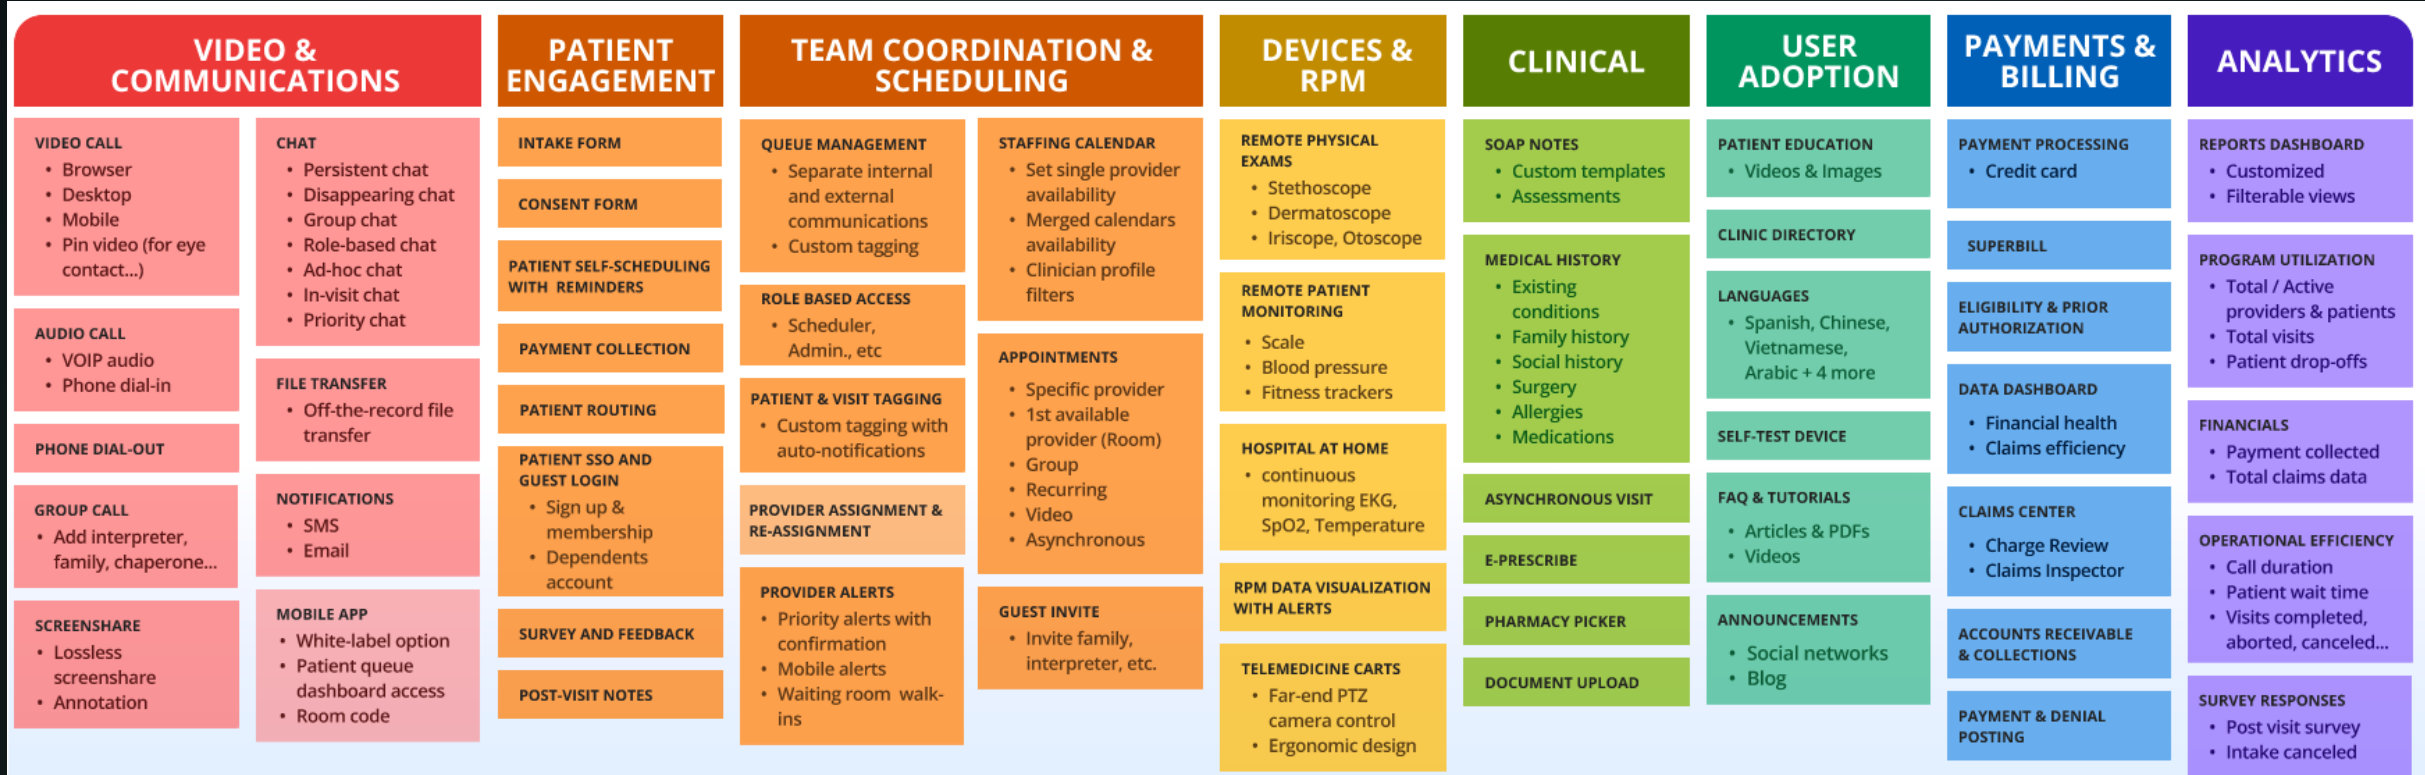 VIDEO &
COMMUNICATIONS
VIDEO CALL
• Browser
• Desktop
• Mobile
• Pin video (for eye
contact...)
AUDIO CALL
• VOIP audio
• Phone dial-in
PHONE DIAL-OUT
GROUP CALL
• Add interpreter,
family, chaperone...
SCREENSHARE
• Lossless
screenshare
• Annotation
CHAT
• Persistent chat
• Disappearing chat
• Group chat
• Role-based chat
• Ad-hoc chat
• In-visit chat
• Priority chat
FILE TRANSFER
• Off-the-record file
transfer
NOTIFICATIONS
• SMS
• Email
MOBILE APP
• White-label option
• Patient queue
dashboard access
• Room code
PATIENT
ENGAGEMENT
INTAKE FORM
CONSENT FORM
PATIENT SELF-SCHEDULING
WITH REMINDERS
PAYMENT COLLECTION
PATIENT ROUTING
PATIENT SSO AND
GUEST LOGIN
• Sign up &
membership
• Dependents
account
SURVEY AND FEEDBACK
POST-VISIT NOTES
TEAM COORDINATION &
SCHEDULING
QUEUE MANAGEMENT
• Separate internal
and external
communications
• Custom tagging
ROLE BASED ACCESS
• Scheduler,
Admin., etc
PATIENT & VISIT TAGGING
• Custom tagging with
auto-notifications
PROVIDER ASSIGNMENT &
RE-ASSIGNMENT
PROVIDER ALERTS
• Priority alerts with
confirmation
• Mobile alerts
• Waiting room walk-
ins
STAFFING CALENDAR
• Set single provider
availability
• Merged calendars
availability
• Clinician profile
filters
APPOINTMENTS
• Specific provider
• 1st available
provider (Room)
• Group
• Recurring
• Video
• Asynchronous
GUEST INVITE
• Invite family,
interpreter, etc.
DEVICES &
RPM
REMOTE PHYSICAL
EXAMS
• Stethoscope
• Dermatoscope
• Iriscope, Otoscope
REMOTE PATIENT
MONITORING
• Scale
• Blood pressure
• Fitness trackers
HOSPITAL AT HOME
• continuous
monitoring EKG,
SpO2, Temperature
RPM DATA VISUALIZATION
WITH ALERTS
TELEMEDICINE CARTS
• Far-end PTZ
camera control
• Ergonomic design
CLINICAL
SOAP NOTES
• Custom templates
• Assessments
MEDICAL HISTORY
• Existing
conditions
• Family history
• Social history
• Surgery
• Allergies
• Medications
ASYNCHRONOUS VISIT
E-PRESCRIBE
PHARMACY PICKER
DOCUMENT UPLOAD
USER
ADOPTION
PATIENT EDUCATION
• Videos & Images
CLINIC DIRECTORY
LANGUAGES
• Spanish, Chinese,
Vietnamese,
Arabic + 4 more
SELF-TEST DEVICE
FAQ & TUTORIALS
• Articles & PDFs
• Videos
ANNOUNCEMENTS
• Social networks
• Blog
PAYMENTS &
BILLING
PAYMENT PROCESSING
• Credit card
SUPERBILL
ELIGIBILITY & PRIOR
AUTHORIZATION
DATA DASHBOARD
• Financial health
• Claims efficiency
CLAIMS CENTER
• Charge Review
• Claims Inspector
ACCOUNTS RECEIVABLE
& COLLECTIONS
PAYMENT & DENIAL
POSTING
ANALYTICS
REPORTS DASHBOARD
• Customized
• Filterable views
PROGRAM UTILIZATION
• Total / Active
providers & patients
• Total visits
• Patient drop-offs
FINANCIALS
• Payment collected
• Total claims data
OPERATIONAL EFFICIENCY
• Call duration
• Patient wait time
• Visits completed,
aborted, canceled...
SURVEY RESPONSES
• Post visit survey
• Intake canceled